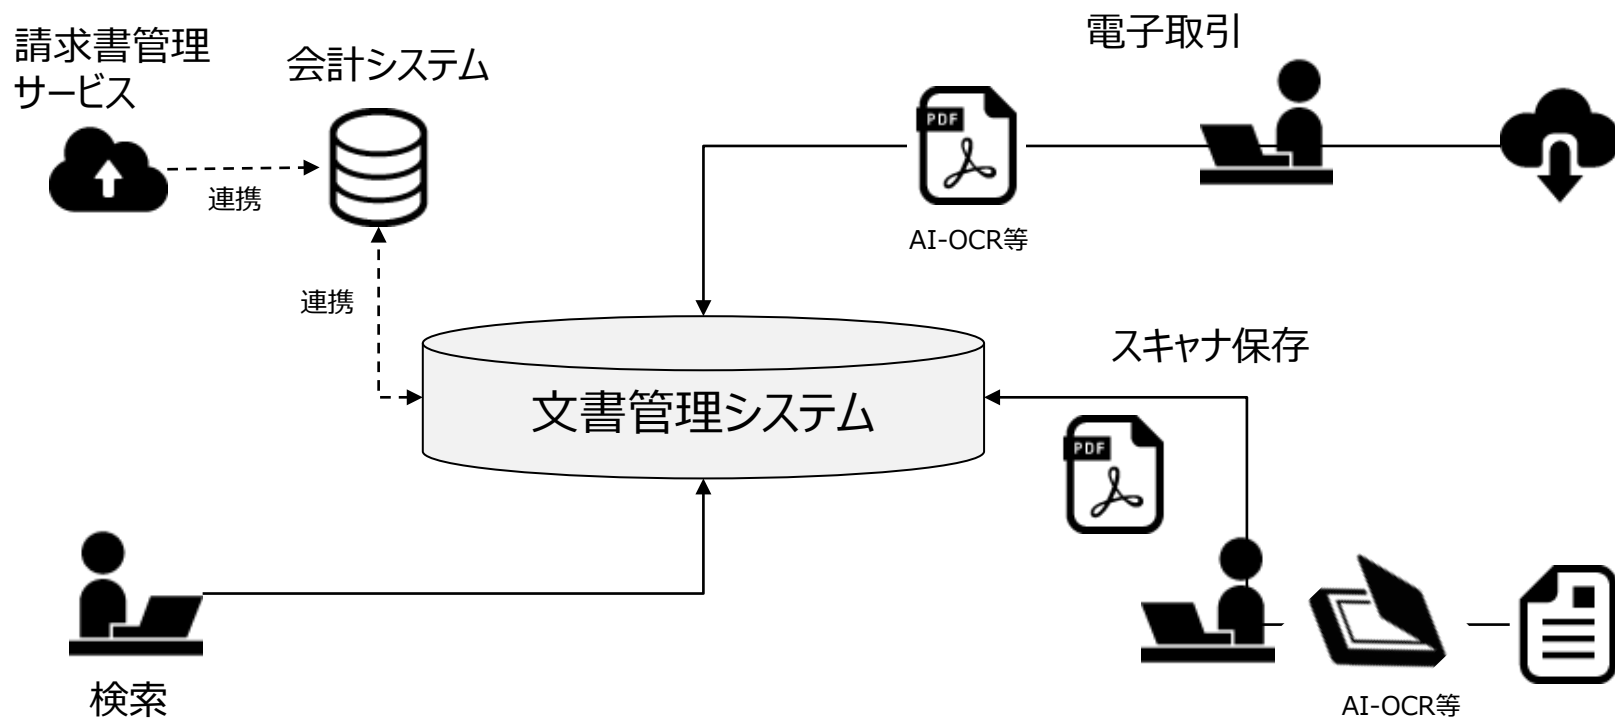 請求書管理
サービス
会計システム
電子取引
PDF
連携
AI-OCR等
連携
スキャナ保存
文書管理システム
PDF
検索
AI-OCR等